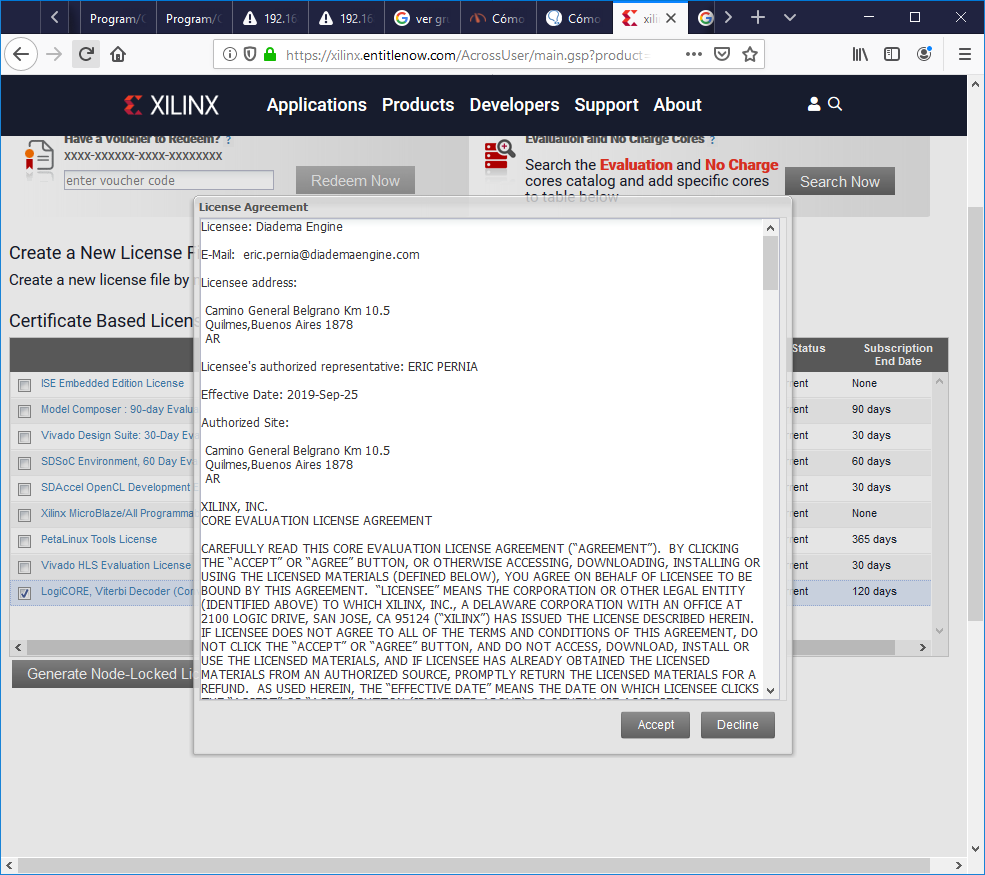 Program/
Program/
192.16
192.16
ver gr
Cómo
Cómo
xili
https://xilinx.entitlenow.com/AcrossUser/main.gsp?product=
XILINX
Applications Products Developers Support About
Have a Voucher to Redeem? ?
XXXX-XXXXXX-XXXX-XXXXXXXX
enter voucher code
Redeem Now
Evaluation and No Charge Cores ?
Search the Evaluation and No Charge
cores catalog and add specific cores
to table below
Search Now
Create a New License F
Create a new license file by
Certificate Based Licen
Status
Subscription
End Date
ISE Embedded Edition License
ent
None
Model Composer : 90-day Evalu
ent
90 days
Vivado Design Suite: 30-Day Ev
ent
30 days
SDSoC Environment, 60 Day Ev
ent
60 days
SDAccel OpenCL Development
ent
30 days
Xilinx MicroBlaze/All Programma
ent
None
PetaLinux Tools License
ent
365 days
Vivado HLS Evaluation License
ent
30 days
LogiCORE, Viterbi Decoder (Cor
ent
120 days
Generate Node-Locked Li
License Agreement
Licensee: Diadema Engine
E-Mail: eric.pernia@diademaengine.com
Licensee address:
Camino General Belgrano Km 10.5
Quilmes,Buenos Aires 1878
AR
Licensee's authorized representative: ERIC PERNIA
Effective Date: 2019-Sep-25
Authorized Site:
Camino General Belgrano Km 10.5
Quilmes,Buenos Aires 1878
AR
XILINX, INC.
CORE EVALUATION LICENSE AGREEMENT
CAREFULLY READ THIS CORE EVALUATION LICENSE AGREEMENT (“AGREEMENT”). BY CLICKING
THE “ACCEPT” OR “AGREE” BUTTON, OR OTHERWISE ACCESSING, DOWNLOADING, INSTALLING OR
USING THE LICENSED MATERIALS (DEFINED BELOW), YOU AGREE ON BEHALF OF LICENSEE TO BE
BOUND BY THIS AGREEMENT. “LICENSEE” MEANS THE CORPORATION OR OTHER LEGAL ENTITY
(IDENTIFIED ABOVE) TO WHICH XILINX, INC., A DELAWARE CORPORATION WITH AN OFFICE AT
2100 LOGIC DRIVE, SAN JOSE, CA 95124 (“XILINX”) HAS ISSUED THE LICENSE DESCRIBED HEREIN.
IF LICENSEE DOES NOT AGREE TO ALL OF THE TERMS AND CONDITIONS OF THIS AGREEMENT, DO
NOT CLICK THE “ACCEPT” OR “AGREE” BUTTON, AND DO NOT ACCESS, DOWNLOAD, INSTALL OR
USE THE LICENSED MATERIALS, AND IF LICENSEE HAS ALREADY OBTAINED THE LICENSED
MATERIALS FROM AN AUTHORIZED SOURCE, PROMPTLY RETURN THE LICENSED MATERIALS FOR A
REFUND. AS USED HEREIN, THE “EFFECTIVE DATE” MEANS THE DATE ON WHICH LICENSEE CLICKS
THE “ACCEPT” OR “AGREE” BUTTON (IDENTIFIED ABOVE) OR OTHERWISE ACCESSES,
Accept
Decline